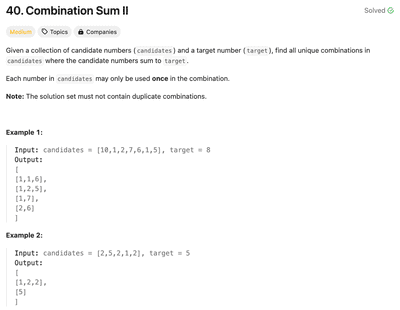 40. Combination Sum II
Solved
Medium Topics Companies
Given a collection of candidate numbers (candidates) and a target number (target), find all unique combinations in
candidates where the candidate numbers sum to target.
Each number in candidates may only be used once in the combination.
Note: The solution set must not contain duplicate combinations.
Example 1:
Input: candidates = [10,1,2,7,6,1,5], target = 8
Output:
[
[1,1,6],
[1,2,5],
[1,7],
[2,6]
]
Example 2:
Input: candidates = [2,5,2,1,2], target = 5
Output:
[
[1,2,2],
[5]
]